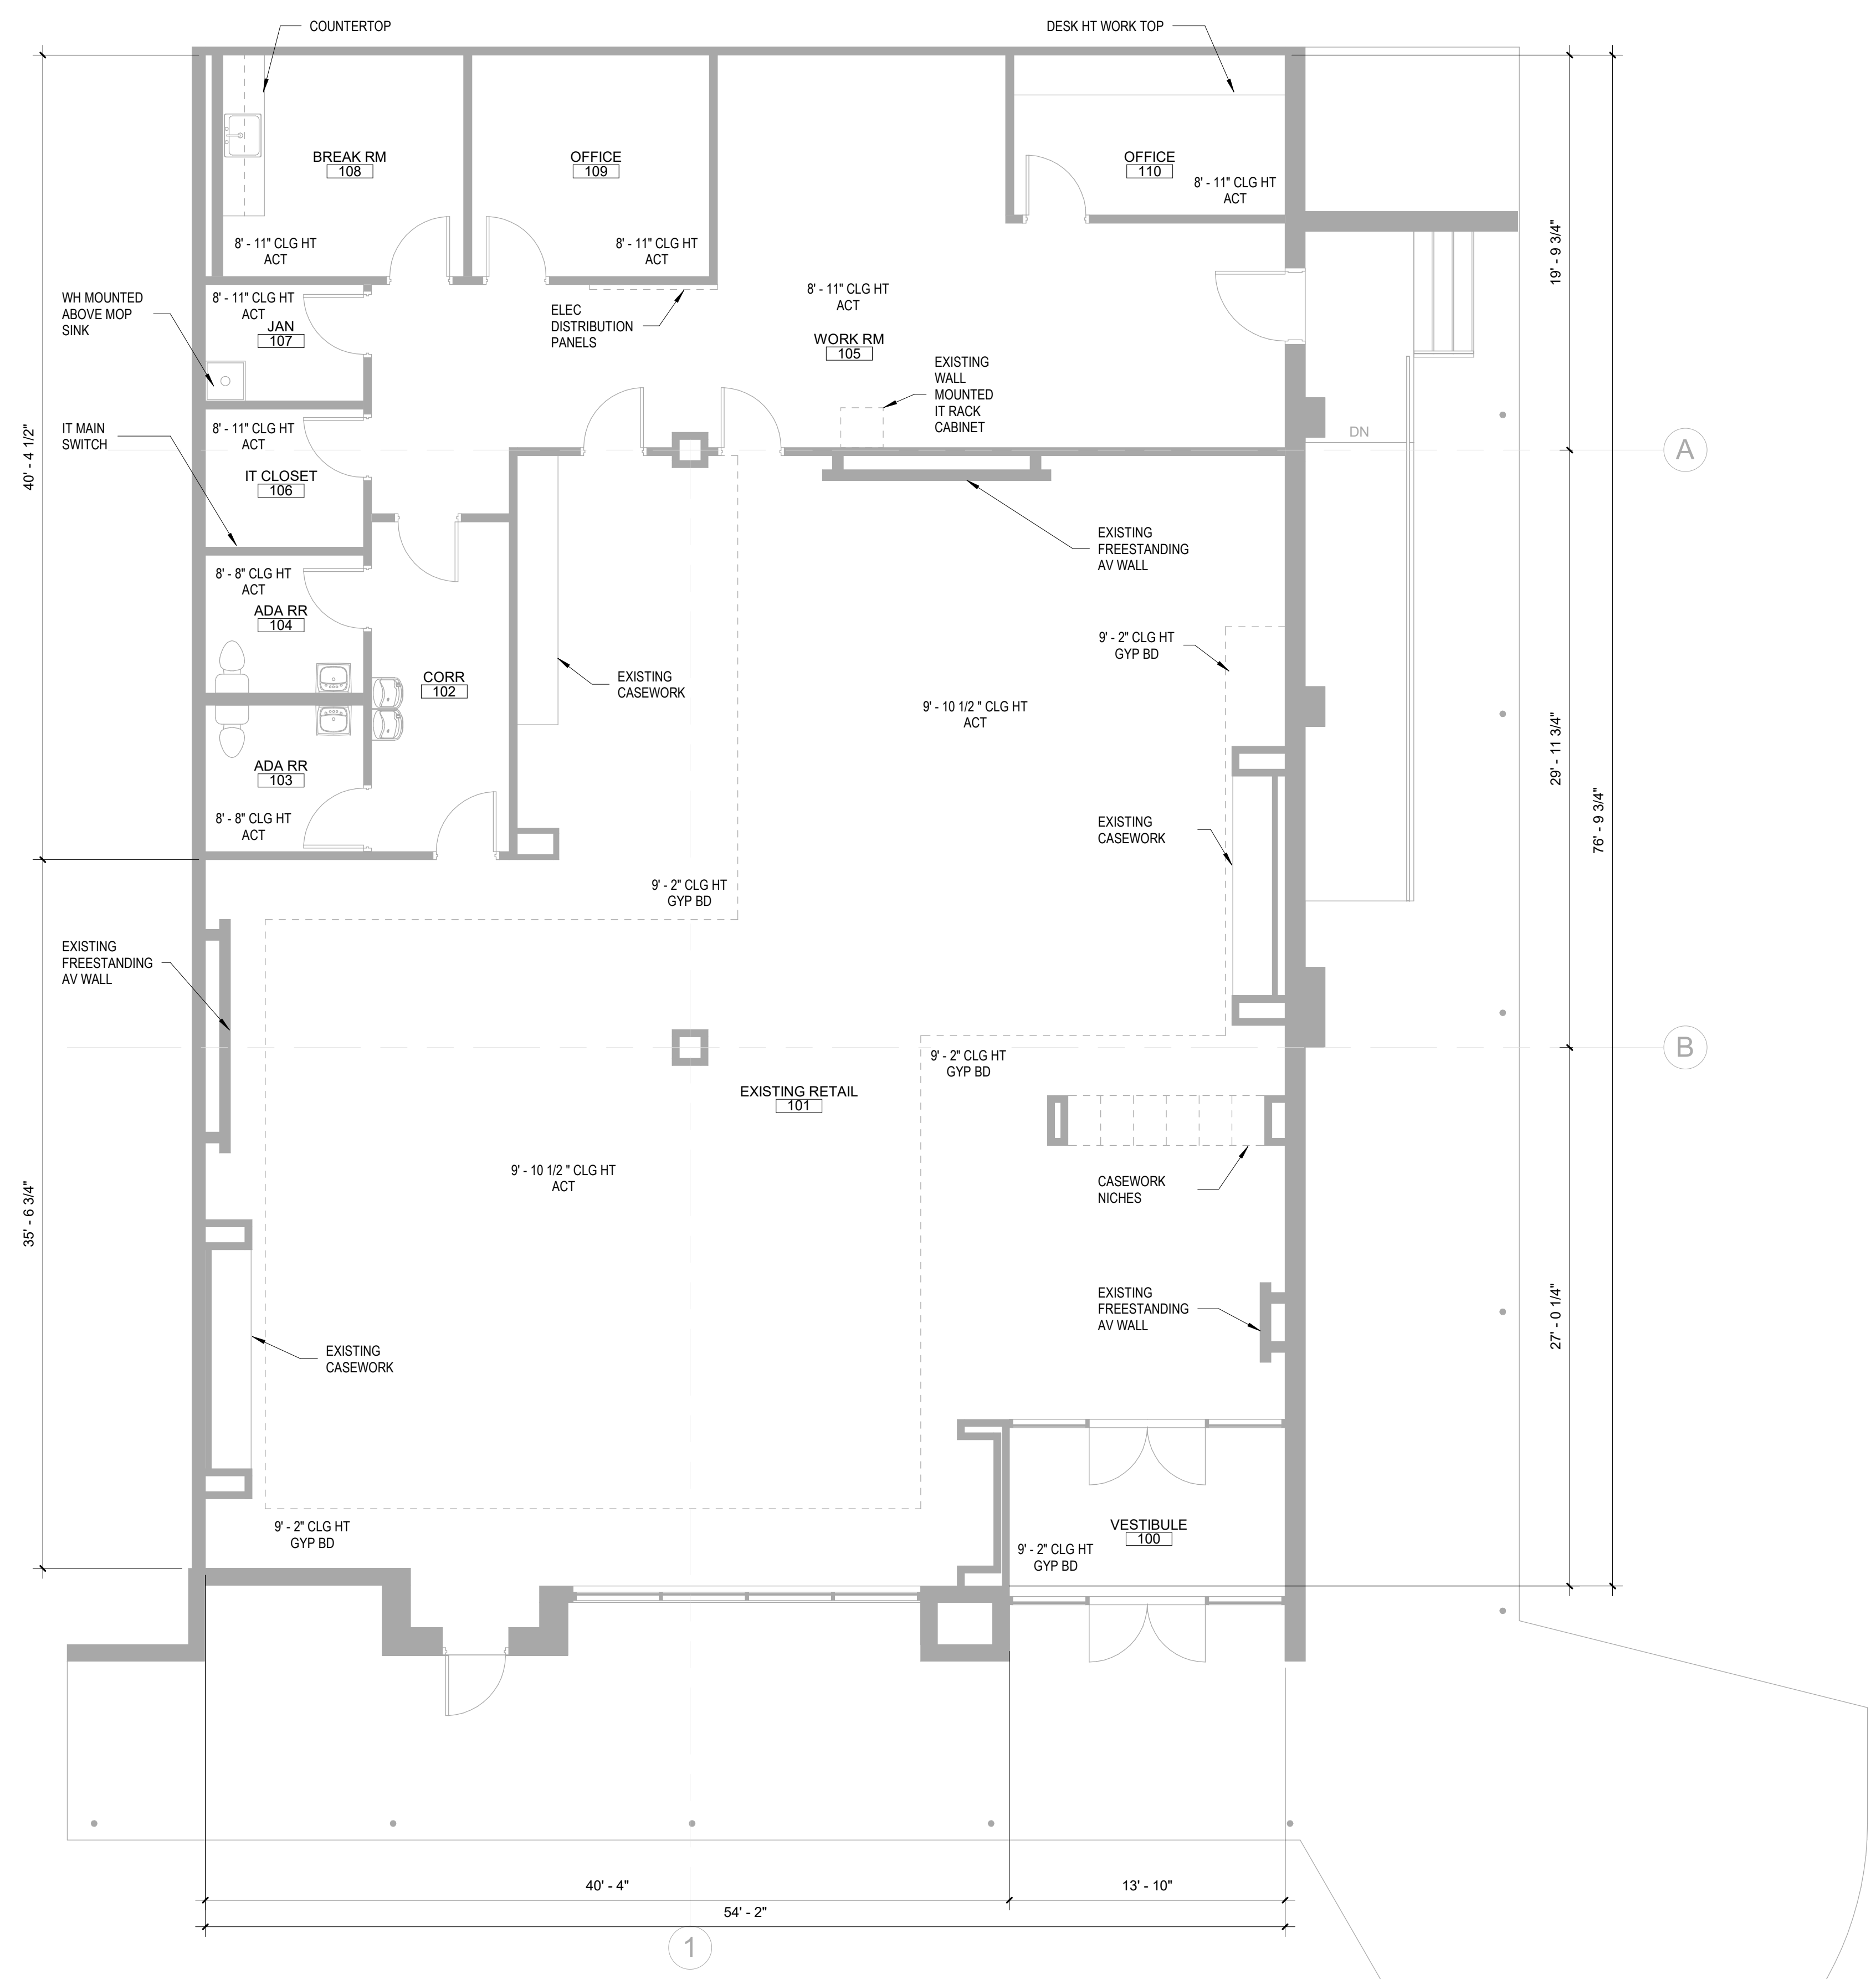 COUNTERTOP
DESK HT WORK TOP
BREAK RM
108
OFFICE
109
OFFICE
110
8' - 11" CLG HT
ACT
8' - 11" CLG HT
ACT
8' - 11" CLG HT
ACT
19' - 9 3/4"
WH MOUNTED
ABOVE MOP
SINK
8' - 11" CLG HT
ACT
JAN
107
ELEC
DISTRIBUTION
PANELS
8' - 11" CLG HT
ACT
WORK RM
105
EXISTING
WALL
MOUNTED
IT RACK
CABINET
IT MAIN
SWITCH
8' - 11" CLG HT
ACT
IT CLOSET
106
40' - 4 1/2"
DN
A
EXISTING
FREESTANDING
AV WALL
8' - 8" CLG HT
ACT
ADA RR
104
9' - 2" CLG HT
GYP BD
CORR
102
EXISTING
CASEWORK
9' - 10 1/2 " CLG HT
ACT
29' - 11 3/4"
ADA RR
103
8' - 8" CLG HT
ACT
EXISTING
CASEWORK
76' - 9 3/4"
9' - 2" CLG HT
GYP BD
EXISTING
FREESTANDING
AV WALL
B
9' - 2" CLG HT
GYP BD
EXISTING RETAIL
101
9' - 10 1/2 " CLG HT
ACT
CASEWORK
NICHES
35' - 6 3/4"
EXISTING
FREESTANDING
AV WALL
27' - 0 1/4"
EXISTING
CASEWORK
9' - 2" CLG HT
GYP BD
VESTIBULE
100
9' - 2" CLG HT
GYP BD
40' - 4"
13' - 10"
54' - 2"
1